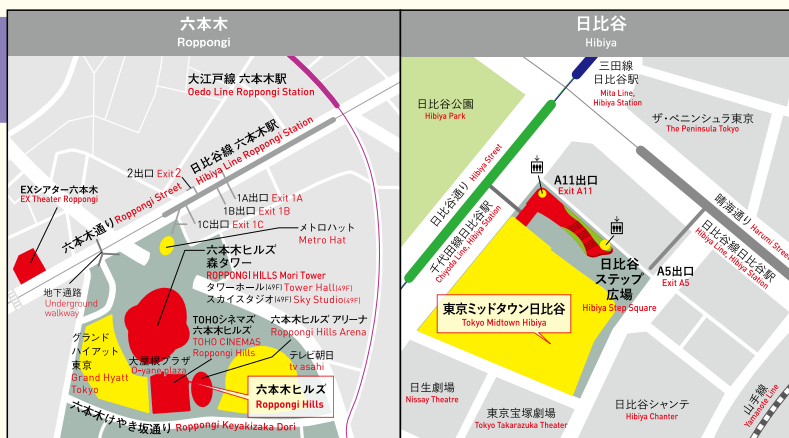 六本木
Roppongi
大江戸線 六本木駅
Oedo Line Roppongi Station
日比谷線 六本木駅
Hibiya Line Roppongi Station
2出口 Exit 2
六本木通り Roppongi Street
EXシアター六本木
EX Theater Roppongi
1A出口 Exit 1A
1B出口 Exit 1B
1C出口 Exit 1C
メトロハット
Metro Hat
六本木ヒルズ
森タワー
ROPPONGI HILLS Mori Tower
タワーホール(49F) Tower Hall(49F)
スカイスタジオ(49F) Sky Studio(49F)
地下通路
Underground
walkway
TOHOシネマズ
六本木ヒルズ
TOHO CINEMAS
Roppongi Hills
六本木ヒルズ アリーナ
Roppongi Hills Arena
グランド
ハイアット
東京
Grand Hyatt
Tokyo
大屋根プラザ
O-yane plaza
テレビ朝日
tv asahi
六本木ヒルズ
Roppongi Hills
六本木けやき坂通り Roppongi Keyakizaka Dori
日比谷
Hibiya
三田線
日比谷駅
Mita Line,
Hibiya Station
日比谷公園
Hibiya Park
ザ・ペニンシュラ東京
The Peninsula Tokyo
日比谷通り Hibiya Street
A11出口
Exit A11
千代田線日比谷駅
Chiyoda Line, Hibiya Station
晴海通り Harumi Street
日比谷線日比谷駅
Hibiya Line, Hibiya Station
日比谷
ステップ
広場
Hibiya Step Square
A5出口
Exit A5
東京ミッドタウン日比谷
Tokyo Midtown Hibiya
日生劇場
Nissay Theatre
東京宝塚劇場
Tokyo Takarazuka Theater
日比谷シャンテ
Hibiya Chanter
山手線
Yamanote Line